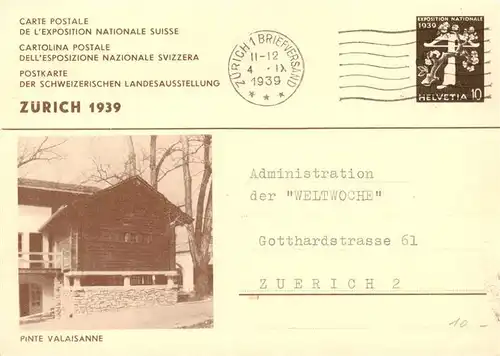 CARTE POSTALE
DE L'EXPOSITION NATIONALE SUISSE
CARTOLINA POSTALE
DELL'ESPOSIZIONE NAZIONALE SVIZZERA
POSTKARTE
DER SCHWEIZERISCHEN LANDESAUSSTELLUNG
ZÜRICH 1939
ZÜRICH 1 BRIEFVERSAND
11-12
4. IX
1939
EXPOSITION NATIONALE
1939
HELVETIA 10
Administration
der "WELTWOCHE"
Gotthardstrasse 61
ZUERICH 2
10 -
PINTE VALAISANNE